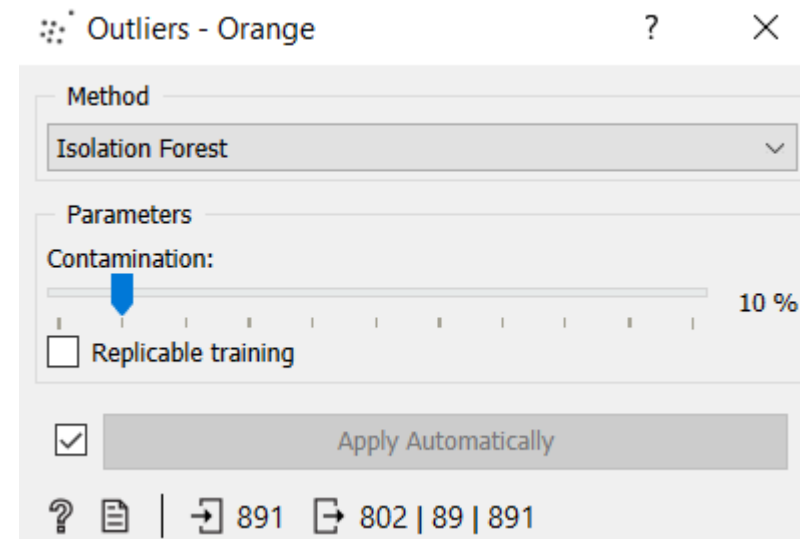 Outliers - Orange ?
Method
Isolation Forest
Parameters
Contamination:
10 %
Replicable training
Apply Automatically
? 891 802 | 89 | 891